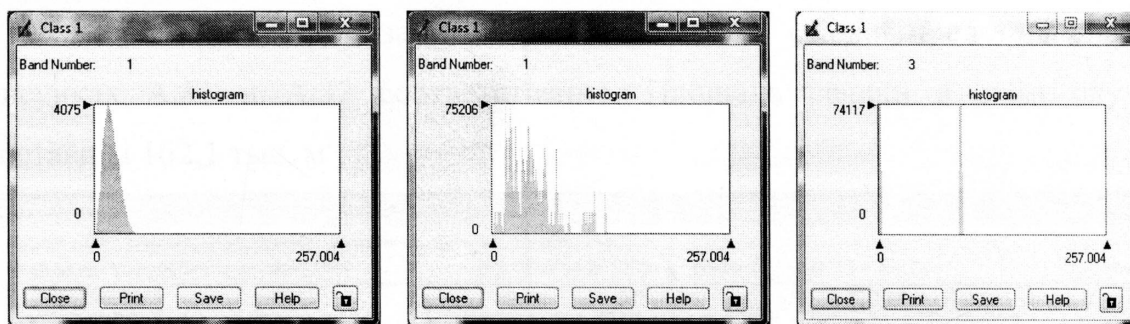 Class 1
Band Number: 1
histogram
4075
0
0 257.004
Close Print Save Help
Class 1
Band Number: 1
histogram
75206
0
0 257.004
Close Print Save Help
Class 1
Band Number: 3
histogram
74117
0
0 257.004
Close Print Save Help